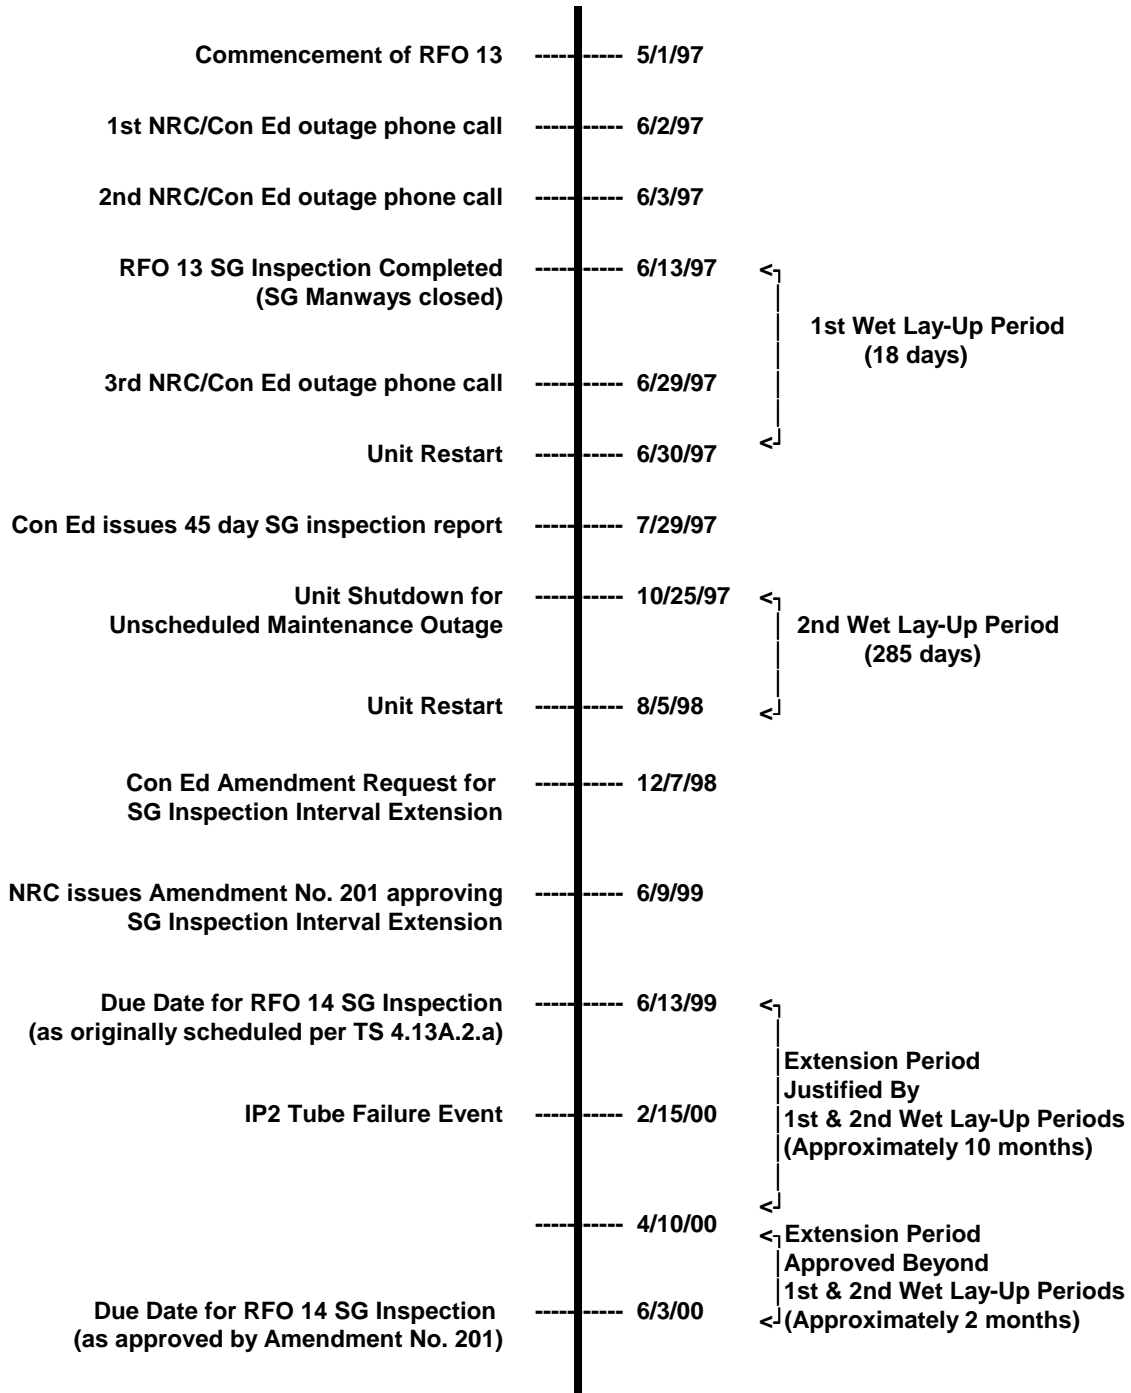 Commencement of RFO 13 ----------- 5/1/97
1st NRC/Con Ed outage phone call ----------- 6/2/97
2nd NRC/Con Ed outage phone call ----------- 6/3/97
RFO 13 SG Inspection Completed ----------- 6/13/97
(SG Manways closed)
1st Wet Lay-Up Period
(18 days)
3rd NRC/Con Ed outage phone call ----------- 6/29/97
Unit Restart ----------- 6/30/97
Con Ed issues 45 day SG inspection report ----------- 7/29/97
Unit Shutdown for ----------- 10/25/97
Unscheduled Maintenance Outage
2nd Wet Lay-Up Period
(285 days)
Unit Restart ----------- 8/5/98
Con Ed Amendment Request for ----------- 12/7/98
SG Inspection Interval Extension
NRC issues Amendment No. 201 approving ----------- 6/9/99
SG Inspection Interval Extension
Due Date for RFO 14 SG Inspection ----------- 6/13/99
(as originally scheduled per TS 4.13A.2.a)
Extension Period
Justified By
1st & 2nd Wet Lay-Up Periods
(Approximately 10 months)
IP2 Tube Failure Event ----------- 2/15/00
----------- 4/10/00
Extension Period
Approved Beyond
1st & 2nd Wet Lay-Up Periods
(Approximately 2 months)
Due Date for RFO 14 SG Inspection ----------- 6/3/00
(as approved by Amendment No. 201)